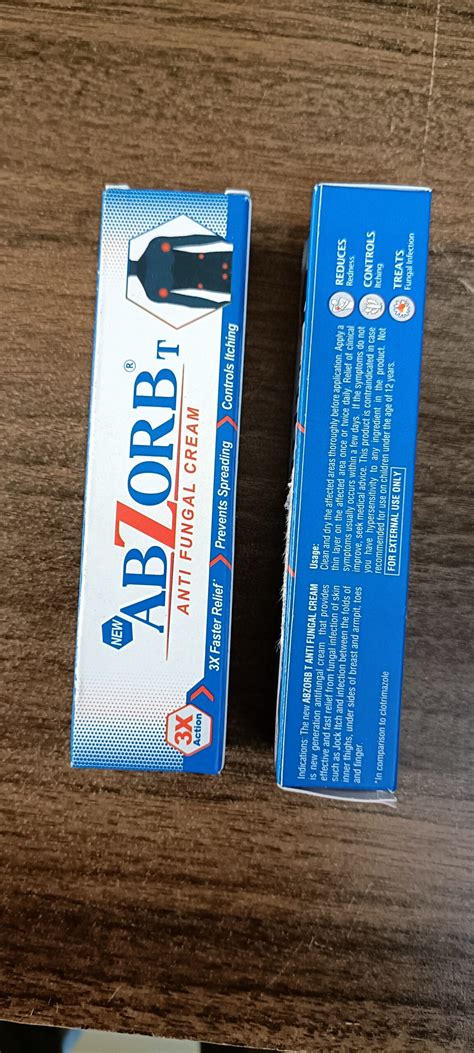 NEW
ABZORB® T
ANTI FUNGAL CREAM
3X
Action
3X Faster Relief* Prevents Spreading Controls Itching
Indications: The new ABZORB T ANTI FUNGAL CREAM
is new generation antifungal cream that provides
effective and fast relief from fungal infection of skin
such as Jock Itch and infection between the folds of
inner thighs, under sides of breast and armpit, toes
and finger
*In comparison to clotrimazole
Usage:
Clean and dry the affected areas thoroughly before application. Apply a
thin layer on the affected area once or twice daily. Relief of clinical
symptoms usually occurs within a few days. If the symptoms do not
improve, seek medical advice. This product is contraindicated in case
you have hypersensitivity to any ingredient in the product. Not
recommended for use on children under the age of 12 years.
FOR EXTERNAL USE ONLY
REDUCES
Redness
CONTROLS
Itching
TREATS
Fungal Infection